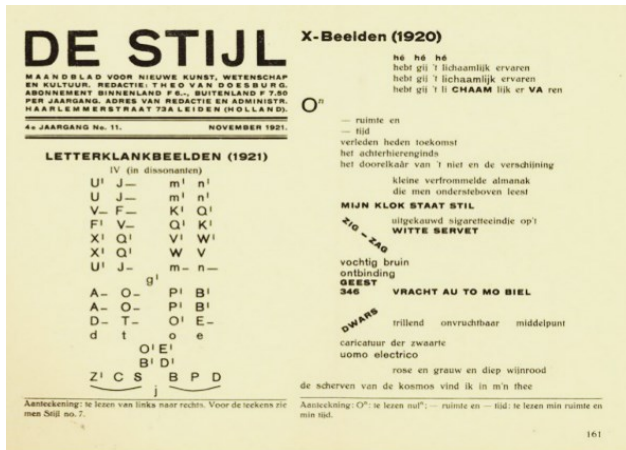 DE STIJL
MAANDBLAD VOOR NIEUWE KUNST, WETENSCHAP
EN KULTUUR. REDACTIE: THEO VAN DOESBURG.
ABONNEMENT BINNENLAND F 6.-, BUITENLAND F 7,50
PER JAARGANG. ADRES VAN REDACTIE EN ADMINISTR.
HAARLEMMERSTRAAT 73A LEIDEN (HOLLAND).
4e JAARGANG No. 11. NOVEMBER 1921.
LETTERKLANKBEELDEN (1921)
IV (in dissonanten)
U' J— m' n'
U J— m' n'
V— F— K' Q'
F' V— Q' K'
X' Q' V' W'
X' Q' W V
U' J— m— n—
g'
A— O— P' B'
A— O— P' B'
D— T— O' E—
d t o e
O' E'
B' D'
Z' C S B P D
j
Aanteekening: te lezen van links naar rechts. Voor de teekens zie
men Stijl no. 7.
X-Beelden (1920)
hé hé hé
hebt gij 't lichaamlijk ervaren
hebt gij 't lichaamlijk ervaren
hebt gij 't li CHAAM lijk er VA ren
Oⁿ
— ruimte en
— tijd
verleden heden toekomst
het achterhierenginds
het doorelkaâr van 't niet en de verschijning
kleine verfrommelde almanak
die men ondersteboven leest
MIJN KLOK STAAT STIL
uitgekauwd sigaretteeindje op't
WITTE SERVET
ZIG-ZAG
vochtig bruin
ontbinding
GEEST
346 VRACHT AU TO MO BIEL
DWARS
trillend onvruchtbaar middelpunt
caricatuur der zwaarte
uomo electrico
rose en grauw en diep wijnrood
de scherven van de kosmos vind ik in m'n thee
Aanteekning: Oⁿ: te lezen nulⁿ; — ruimte en — tijd: te lezen min ruimte en
min tijd.
161